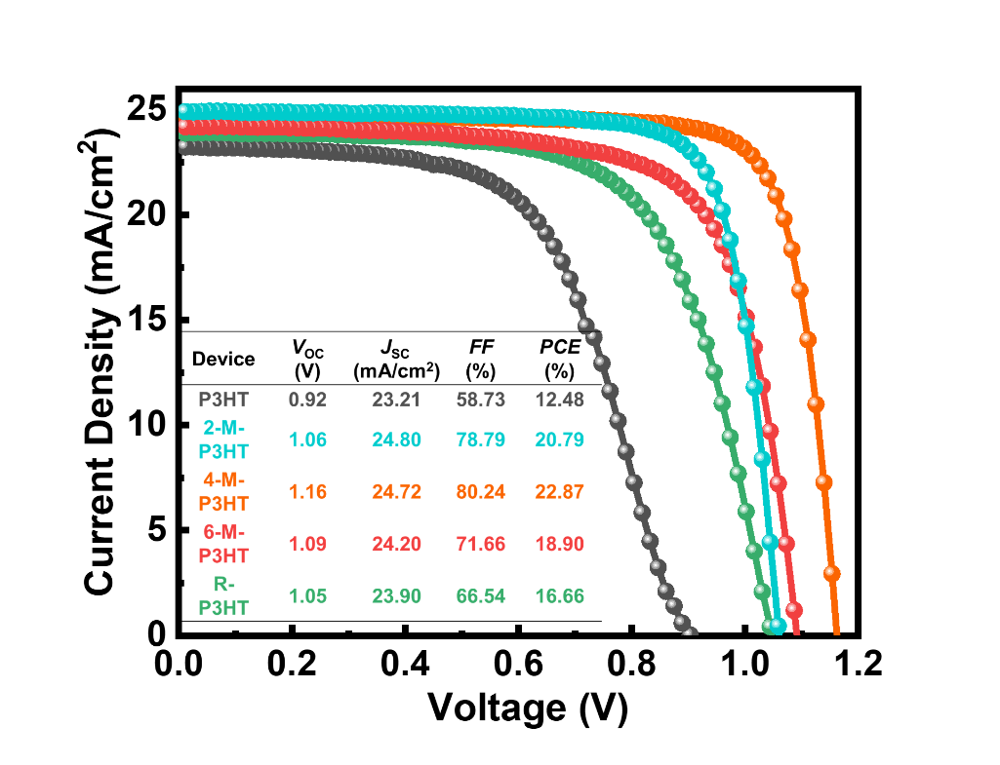 Current Density (mA/cm²)
25
20
15
10
5
0
Device V_OC (V) J_SC (mA/cm²) FF (%) PCE (%)
P3HT 0.92 23.21 58.73 12.48
2-M-P3HT 1.06 24.80 78.79 20.79
4-M-P3HT 1.16 24.72 80.24 22.87
6-M-P3HT 1.09 24.20 71.66 18.90
R-P3HT 1.05 23.90 66.54 16.66
0.0 0.2 0.4 0.6 0.8 1.0 1.2
Voltage (V)